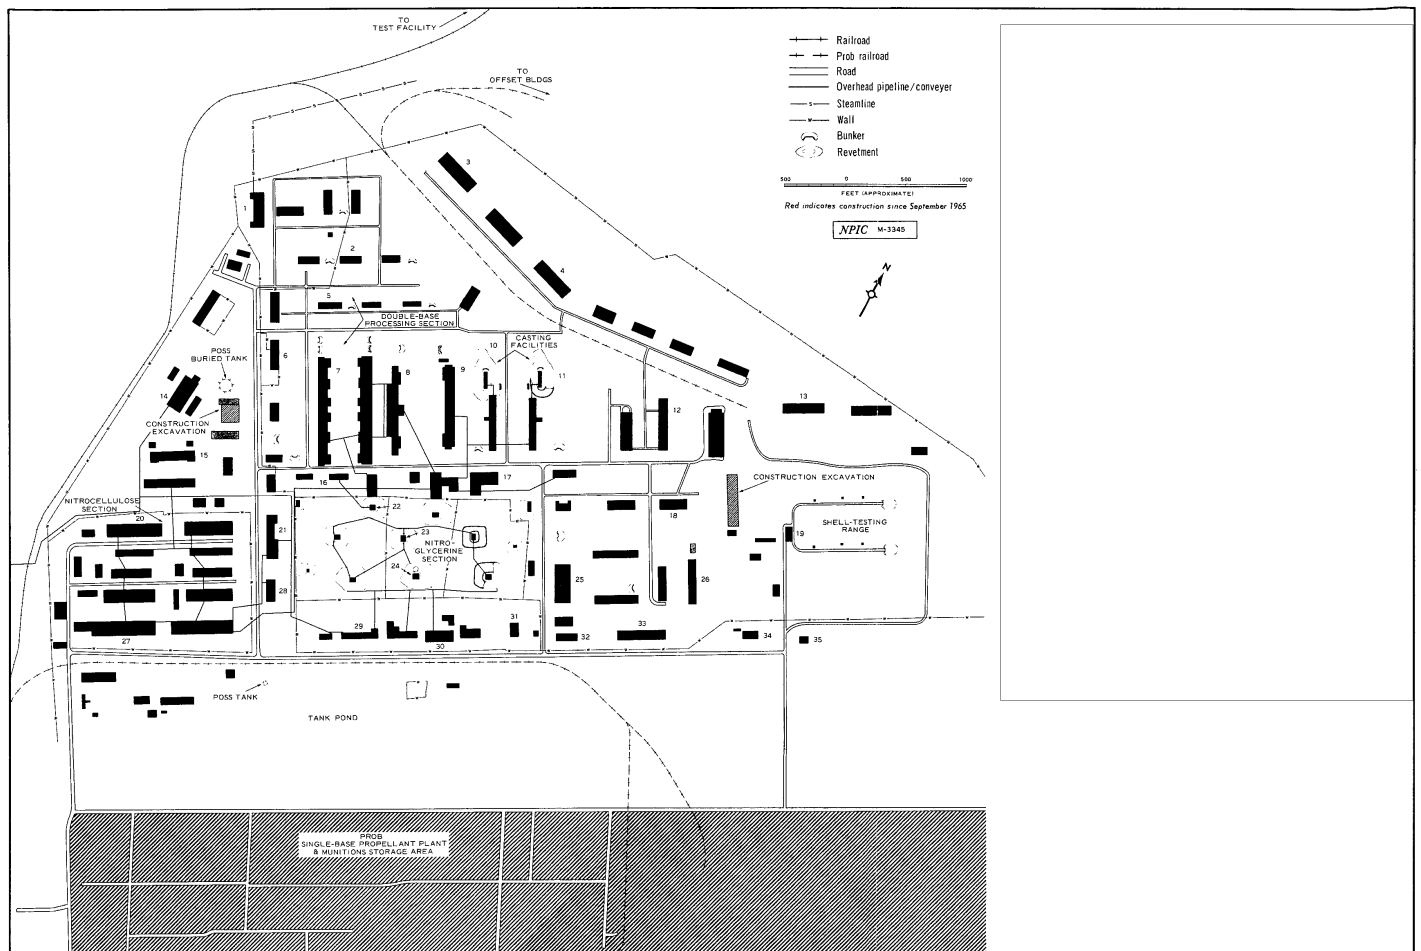 TO
TEST FACILITY
TO
OFFSET BLDGS
Railroad
Prob railroad
Road
Overhead pipeline/conveyer
Steamline
Wall
Bunker
Revetment
500 0 500 1000
FEET (APPROXIMATE)
Red indicates construction since September 1965
NPIC M-3345
N
3
1
2
4
5
DOUBLE-BASE
PROCESSING SECTION
POSS
BURIED TANK
6
7
8
9
10
CASTING
FACILITIES
11
12
13
14
CONSTRUCTION
EXCAVATION
15
16
17
CONSTRUCTION EXCAVATION
NITROCELLULOSE
SECTION
20
21
22
23
NITRO-
GLYCERINE
SECTION
24
18
19
SHELL-TESTING
RANGE
25
26
28
27
29
30
31
32
33
34
35
POSS TANK
TANK POND
PROB
SINGLE-BASE PROPELLANT PLANT
& MUNITIONS STORAGE AREA